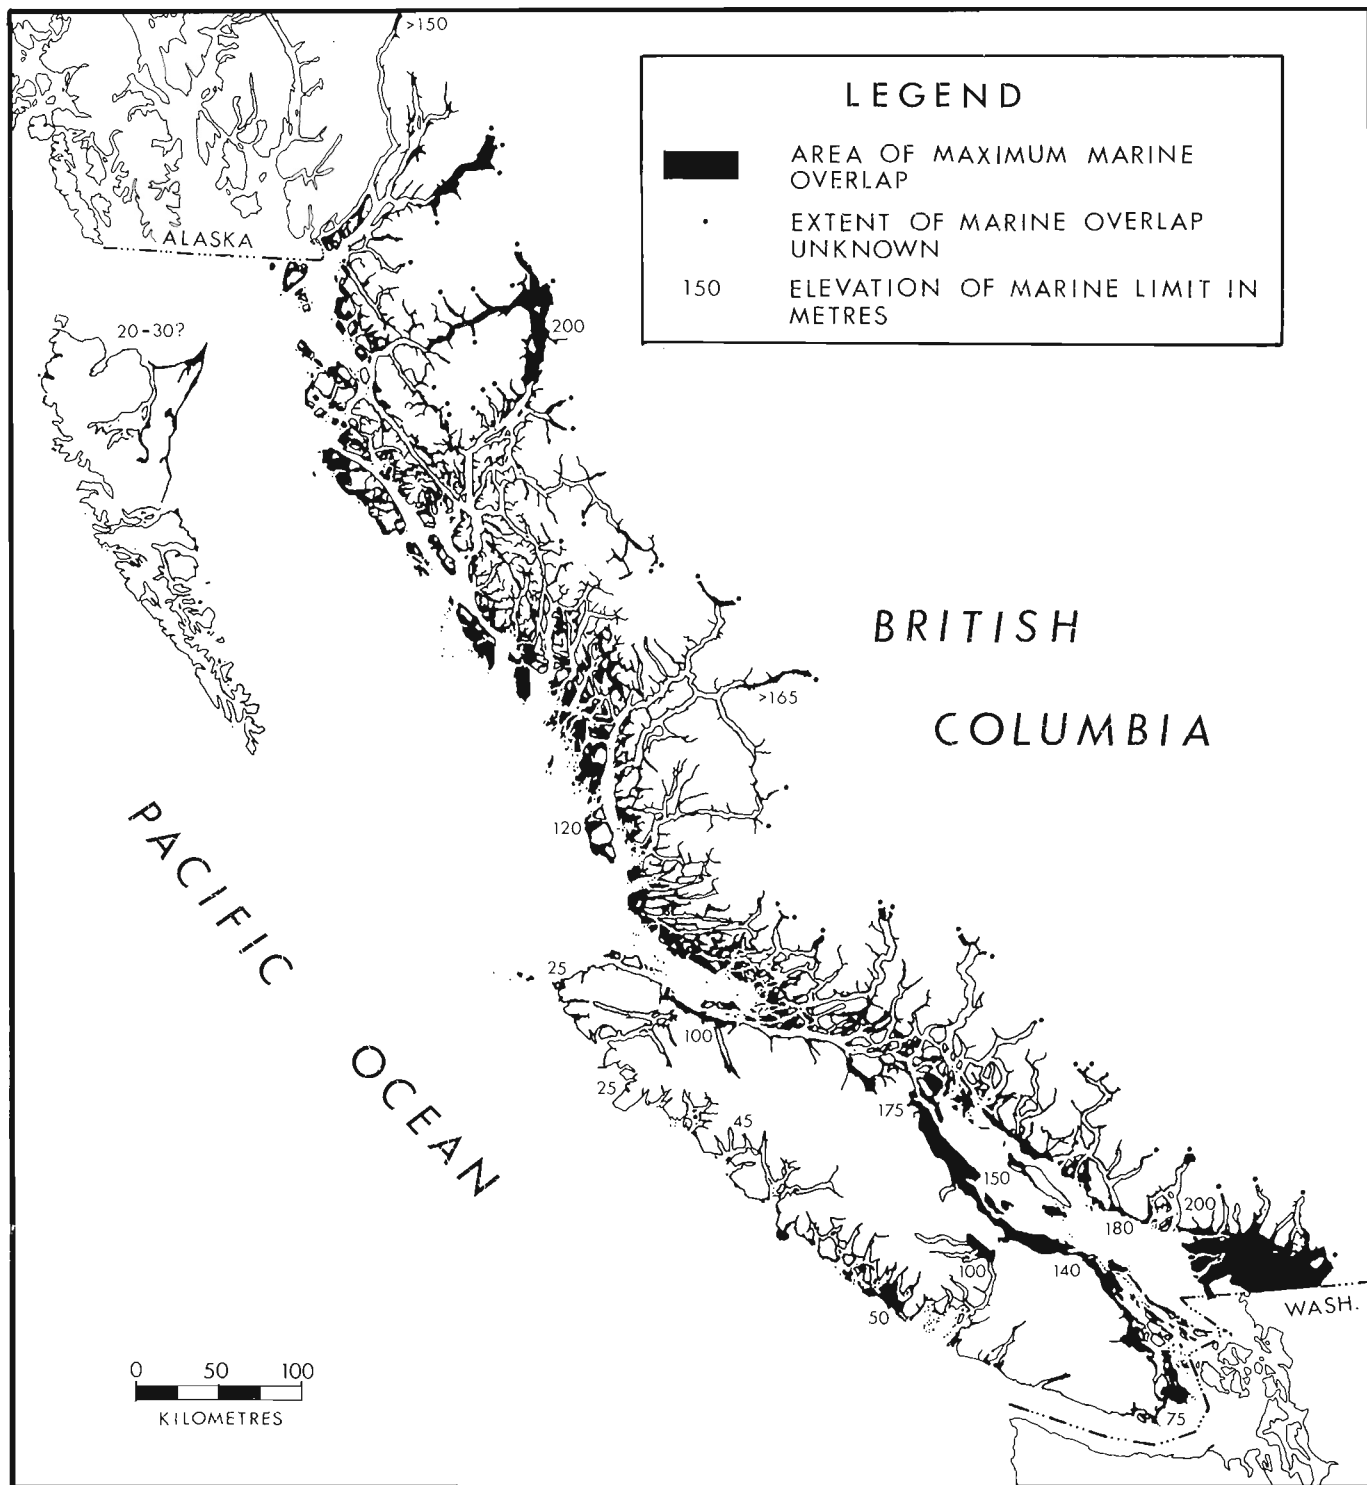 >150
LEGEND
AREA OF MAXIMUM MARINE
OVERLAP
EXTENT OF MARINE OVERLAP
UNKNOWN
150 ELEVATION OF MARINE LIMIT IN
METRES
ALASKA
20-30?
200
BRITISH
COLUMBIA
>165
120
PACIFIC
OCEAN
25
100
25
175
45
150
200
180
100
140
50
WASH.
75
0 50 100
KILOMETRES